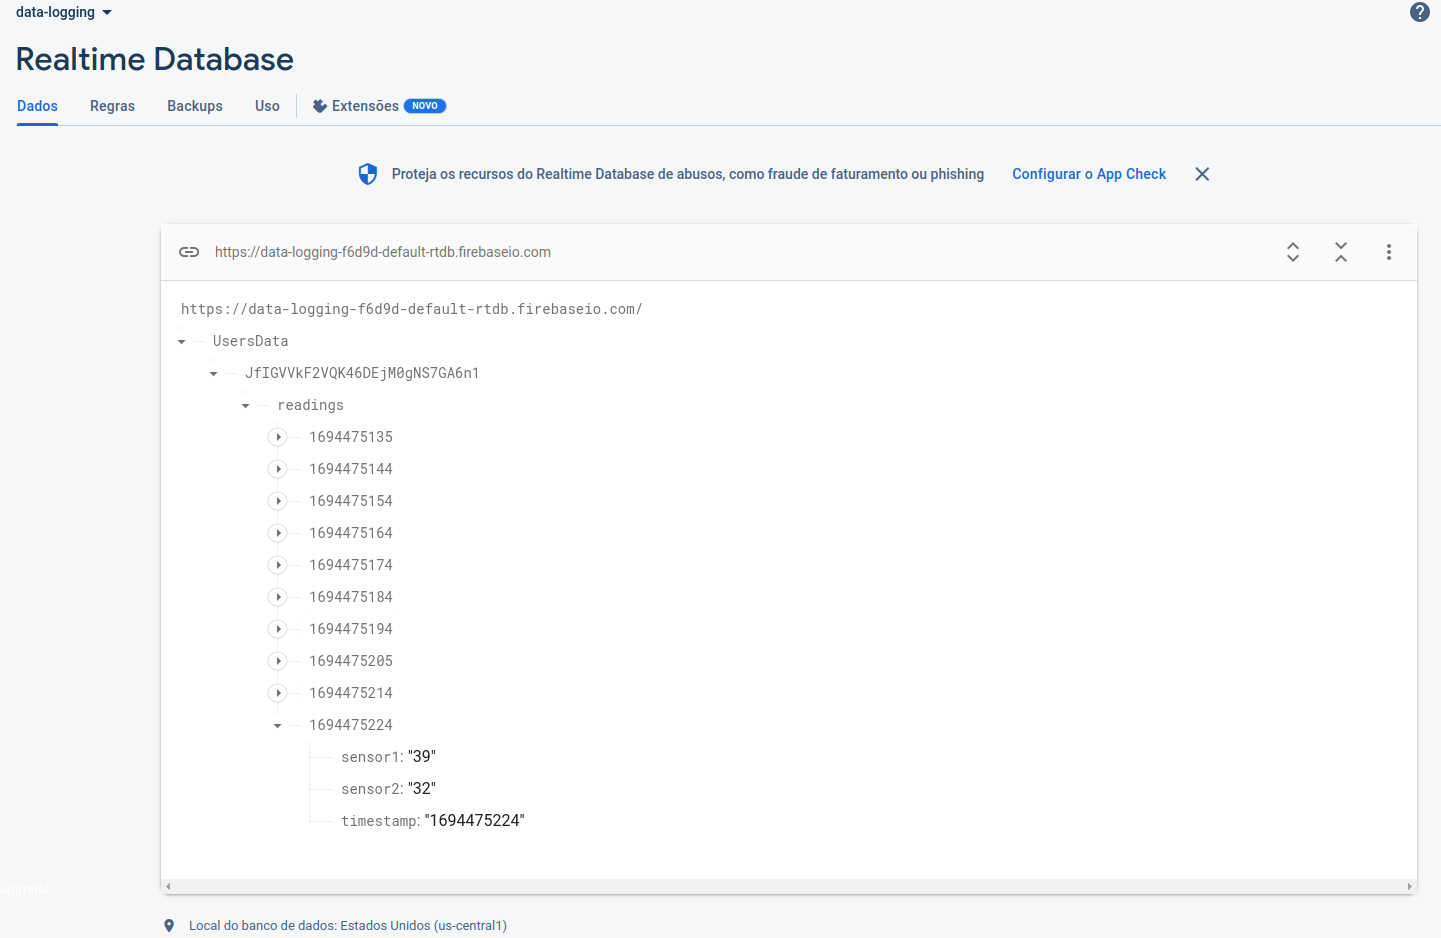 data-logging
Realtime Database
Dados Regras Backups Uso Extensões NOVO
Proteja os recursos do Realtime Database de abusos, como fraude de faturamento ou phishing Configurar o App Check
https://data-logging-f6d9d-default-rtdb.firebaseio.com
https://data-logging-f6d9d-default-rtdb.firebaseio.com/
UsersData
JfIGVVkF2VQK46DEjM0gNS7GA6n1
readings
1694475135
1694475144
1694475154
1694475164
1694475174
1694475184
1694475194
1694475205
1694475214
1694475224
sensor1: "39"
sensor2: "32"
timestamp: "1694475224"
upgrade
Local do banco de dados: Estados Unidos (us-central1)